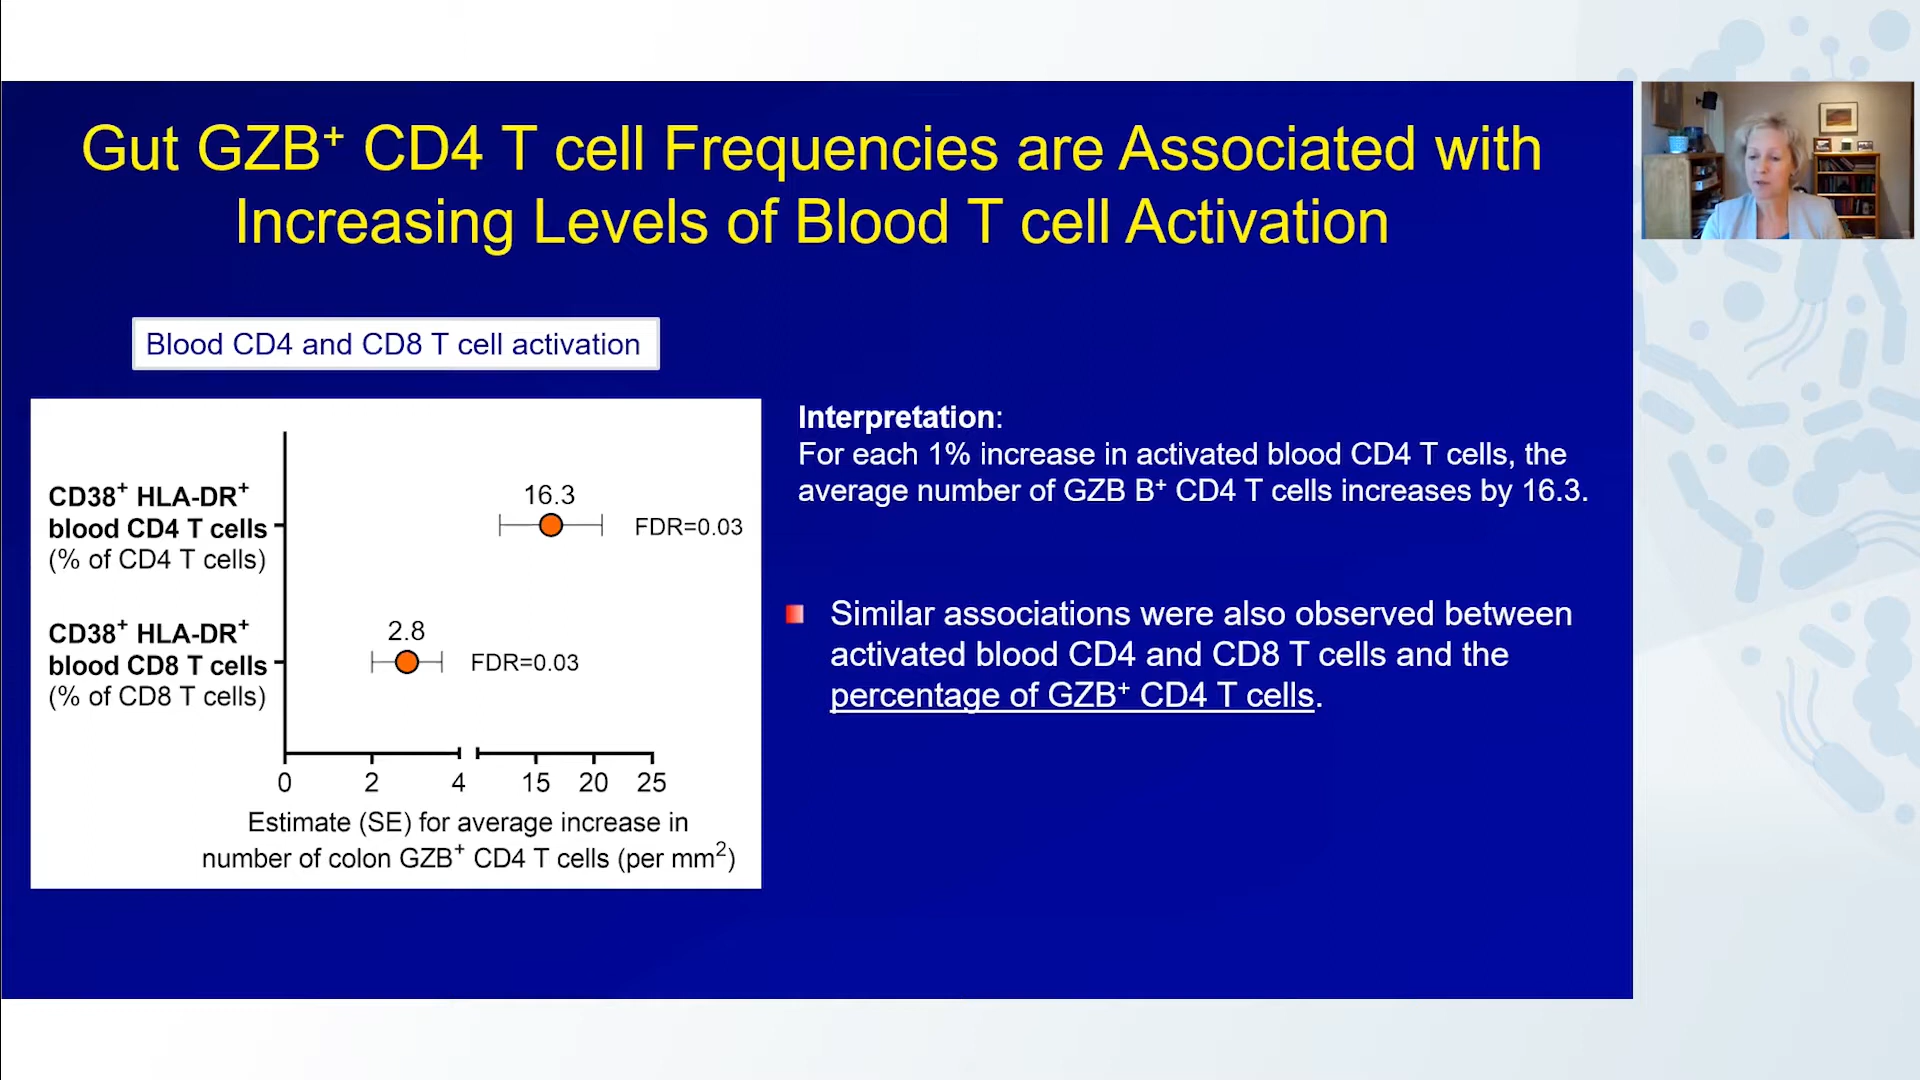 Gut GZB⁺ CD4 T cell Frequencies are Associated with
Increasing Levels of Blood T cell Activation
Blood CD4 and CD8 T cell activation
CD38⁺ HLA-DR⁺
blood CD4 T cells
(% of CD4 T cells)
16.3
FDR=0.03
CD38⁺ HLA-DR⁺
blood CD8 T cells
(% of CD8 T cells)
2.8
FDR=0.03
0 2 4 15 20 25
Estimate (SE) for average increase in
number of colon GZB⁺ CD4 T cells (per mm²)
Interpretation:
For each 1% increase in activated blood CD4 T cells, the
average number of GZB B⁺ CD4 T cells increases by 16.3.
Similar associations were also observed between
activated blood CD4 and CD8 T cells and the
percentage of GZB⁺ CD4 T cells.